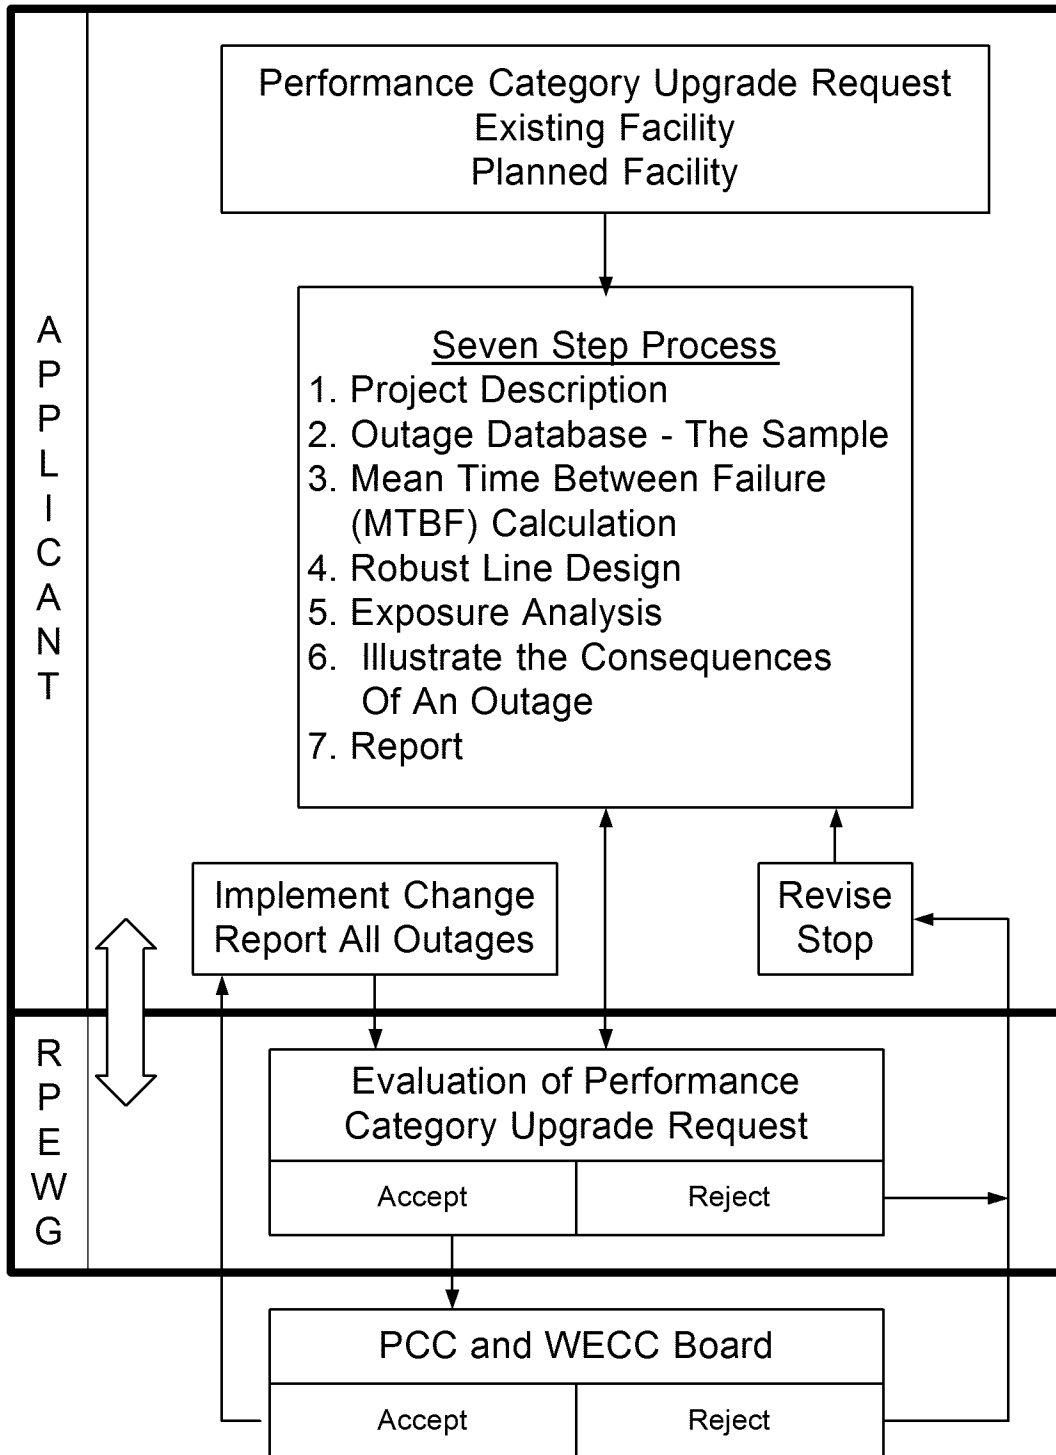 Performance Category Upgrade Request
Existing Facility
Planned Facility
APPLICANT
Seven Step Process
1. Project Description
2. Outage Database - The Sample
3. Mean Time Between Failure
(MTBF) Calculation
4. Robust Line Design
5. Exposure Analysis
6. Illustrate the Consequences
Of An Outage
7. Report
Implement Change
Report All Outages
Revise
Stop
RPEWG
Evaluation of Performance
Category Upgrade Request
Accept
Reject
PCC and WECC Board
Accept
Reject